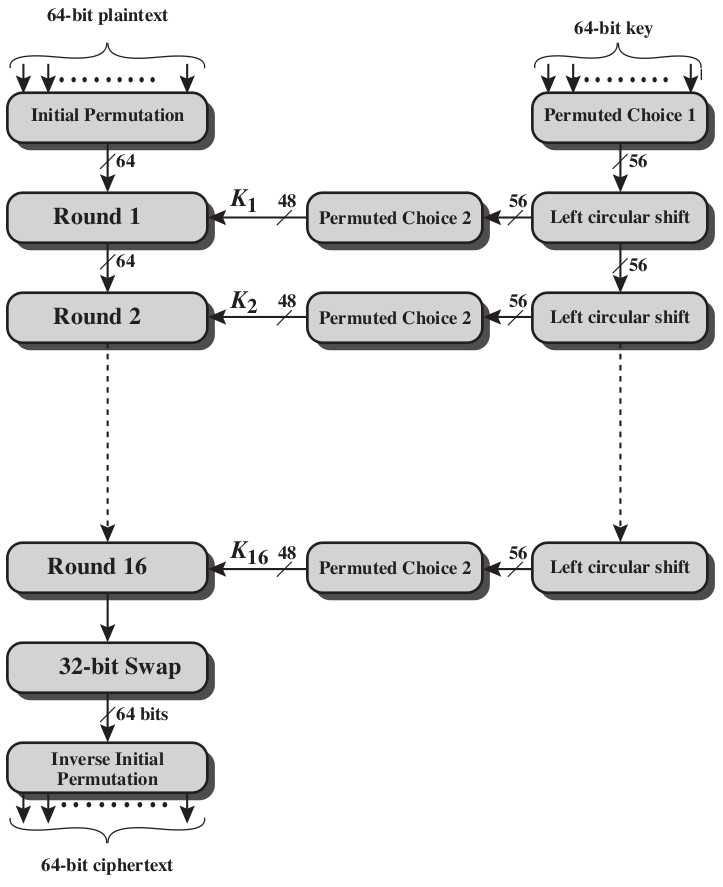 64-bit plaintext
64-bit key
Initial Permutation
Permuted Choice 1
64
56
Round 1
K1
48
Permuted Choice 2
56
Left circular shift
64
56
Round 2
K2
48
Permuted Choice 2
56
Left circular shift
Round 16
K16
48
Permuted Choice 2
56
Left circular shift
32-bit Swap
64 bits
Inverse Initial
Permutation
64-bit ciphertext